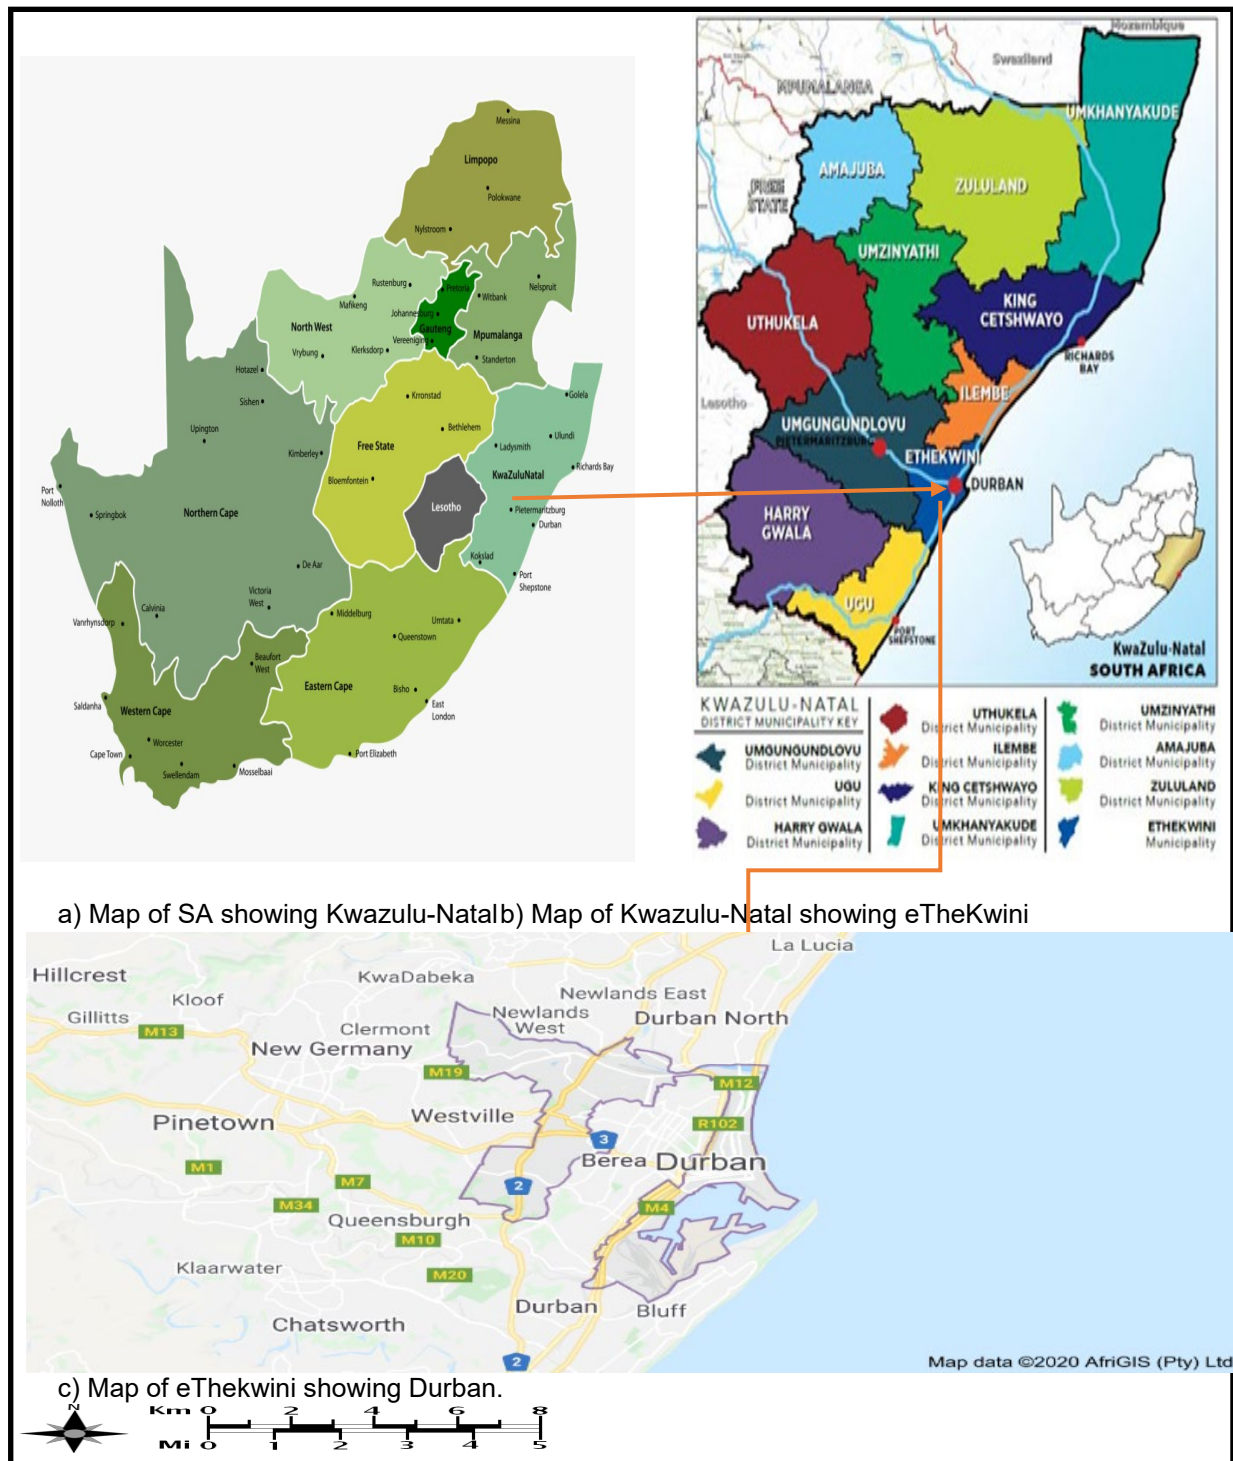 Messina
Limpopo
Polokwane
Nylstroom
Rustenburg
Pretoria
Nelspruit
Mafikeng
Witbank
Johannesburg
North West
Gauteng
Mpumalanga
Vereeniging
Vrybung
Klerksdorp
Standerton
Hotazel
Golela
Krronstad
Sishen
Upington
Bethlehem
Ulundi
Free State
Ladysmith
Kimberley
Richards Bay
KwaZuluNatal
Bloemfontein
Port
Nolloth
Lesotho
Springbok
Northern Cape
Pietermaritzburg
Durban
Kokslad
De Aar
Port
Shepstone
Victoria
West
Calvinia
Middelburg
Vanrhynsdorp
Umtata
Queenstown
Beaufort
West
Eastern Cape
Bisho
Saldanha
Western Cape
East
London
Worcester
Cape Town
Port Elizabeth
Swellendam
Mosselbaai
Mozambique
Swaziland
MPUMALANGA
UMKHANYAKUDE
AMAJUBA
FREE
STATE
ZULULAND
UMZINYATHI
KING
CETSHWAYO
UTHUKELA
RICHARDS
BAY
ILEMBE
Lesotho
UMGUNGUNDLOVU
PIETERMARITZBURG
ETHEKWINI
DURBAN
HARRY
GWALA
UGU
PORT
SHEPSTONE
KwaZulu-Natal
SOUTH AFRICA
KWAZULU-NATAL
DISTRICT MUNICIPALITY KEY
UMGUNGUNDLOVU
District Municipality
UGU
District Municipality
HARRY GWALA
District Municipality
UTHUKELA
District Municipality
ILEMBE
District Municipality
KING CETSHWAYO
District Municipality
UMKHANYAKUDE
District Municipality
UMZINYATHI
District Municipality
AMAJUBA
District Municipality
ZULULAND
District Municipality
ETHEKWINI
Municipality
a) Map of SA showing Kwazulu-Natalb) Map of Kwazulu-Natal showing eTheKwini
La Lucia
Hillcrest
KwaDabeka
Kloof
Newlands East
Gillitts
Newlands
West
Durban North
M13
Clermont
New Germany
M19
M12
Westville
Pinetown
R102
3
Berea
Durban
M1
M7
2
M34
M4
Queensburgh
M10
Klaarwater
M20
Durban
Bluff
Chatsworth
2
Map data ©2020 AfriGIS (Pty) Ltd
c) Map of eThekwini showing Durban.
N
Km 0 2 4 6 8
Mi 0 1 2 3 4 5